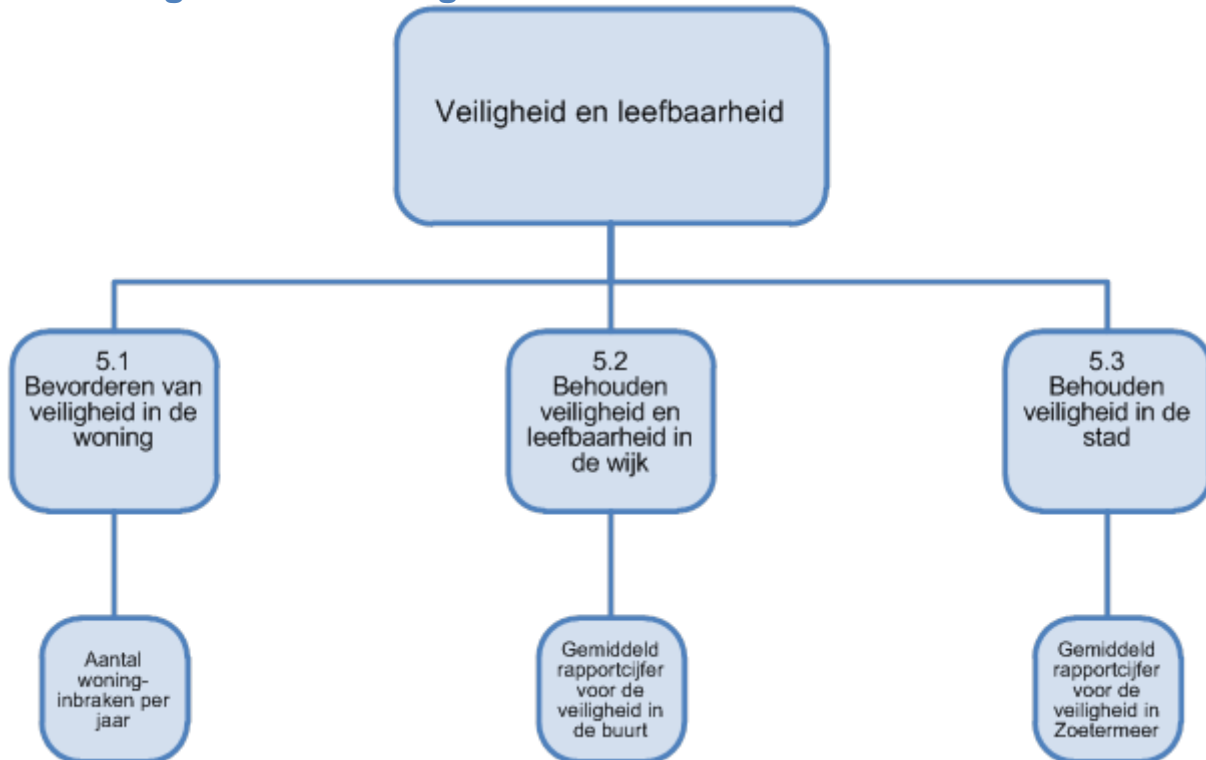 Veiligheid en leefbaarheid
5.1
Bevorderen van
veiligheid in de
woning
5.2
Behouden
veiligheid en
leefbaarheid in
de wijk
5.3
Behouden
veiligheid in de
stad
Aantal
woning-
inbraken per
jaar
Gemiddeld
rapportcijfer
voor de
veiligheid in
de buurt
Gemiddeld
rapportcijfer
voor de
veiligheid in
Zoetermeer